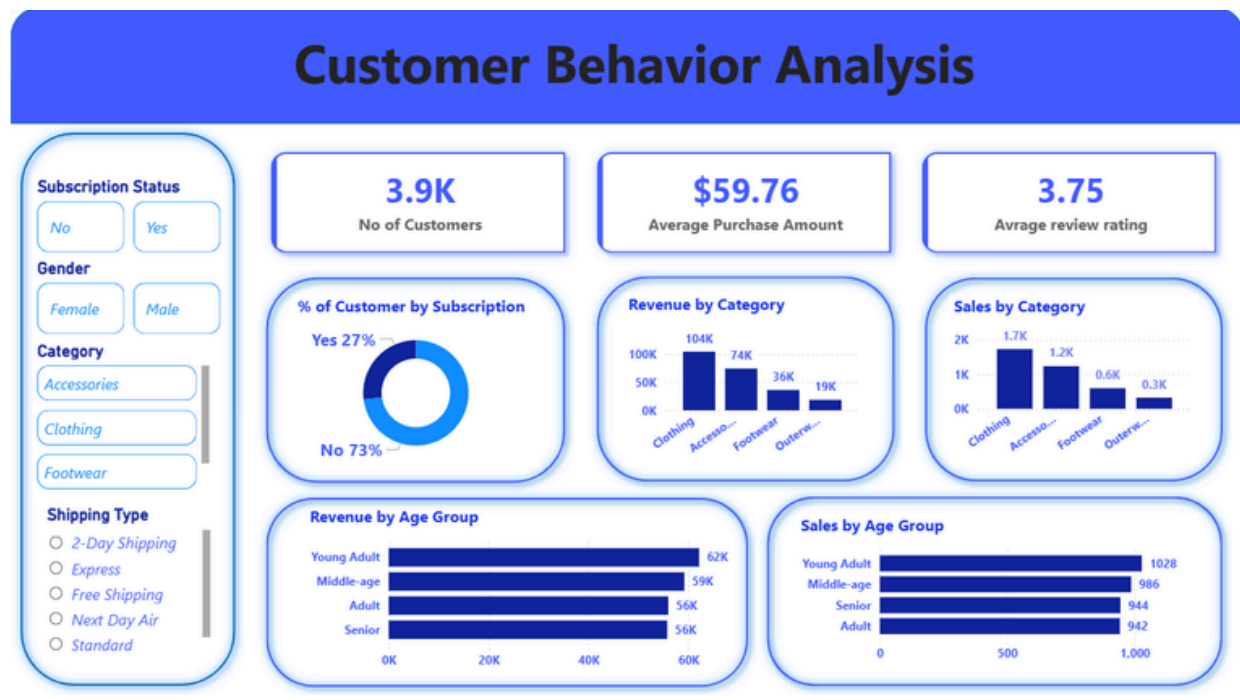 Customer Behavior Analysis
Subscription Status
No
Yes
Gender
Female
Male
Category
Accessories
Clothing
Footwear
Shipping Type
2-Day Shipping
Express
Free Shipping
Next Day Air
Standard
3.9K
No of Customers
$59.76
Average Purchase Amount
3.75
Avrage review rating
% of Customer by Subscription
Yes 27%
No 73%
Revenue by Category
100K
50K
0K
104K
74K
36K
19K
Clothing
Accesso...
Footwear
Outerw...
Sales by Category
2K
1K
0K
1.7K
1.2K
0.6K
0.3K
Clothing
Accesso...
Footwear
Outerw...
Revenue by Age Group
Young Adult 62K
Middle-age 59K
Adult 56K
Senior 56K
0K 20K 40K 60K
Sales by Age Group
Young Adult 1028
Middle-age 986
Senior 944
Adult 942
0 500 1,000